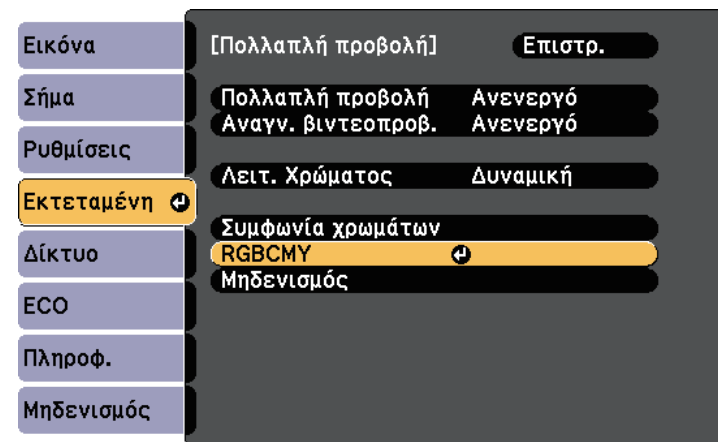 Εικόνα
Σήμα
Ρυθμίσεις
Εκτεταμένη
Δίκτυο
ECO
Πληροφ.
Μηδενισμός
[Πολλαπλή προβολή] Επιστρ.
Πολλαπλή προβολή Ανενεργό
Αναγν. βιντεοπροβ. Ανενεργό
Λειτ. Χρώματος Δυναμική
Συμφωνία χρωμάτων
RGBCMY
Μηδενισμός